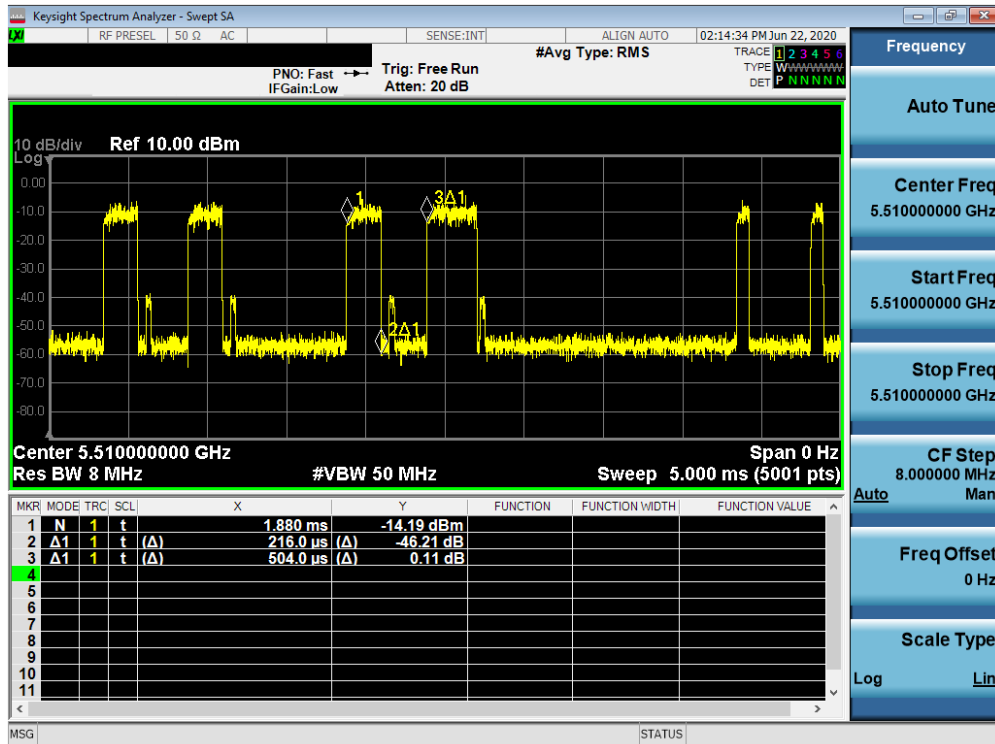 Keysight Spectrum Analyzer - Swept SA
LXI RF PRESEL 50 Ω AC SENSE:INT ALIGN AUTO 02:14:34 PM Jun 22, 2020
#Avg Type: RMS TRACE 1 2 3 4 5 6
PNO: Fast Trig: Free Run TYPE W W W W W W
IFGain:Low Atten: 20 dB DET P N N N N N
10 dB/div Ref 10.00 dBm
Log
0.00
-10.0
-20.0
-30.0
-40.0
-50.0
-60.0
-70.0
-80.0
1
3Δ1
2Δ1
Center 5.510000000 GHz Span 0 Hz
Res BW 8 MHz #VBW 50 MHz Sweep 5.000 ms (5001 pts)
MKR MODE TRC SCL X Y FUNCTION FUNCTION WIDTH FUNCTION VALUE
1 N 1 t 1.880 ms -14.19 dBm
2 Δ1 1 t (Δ) 216.0 µs (Δ) -46.21 dB
3 Δ1 1 t (Δ) 504.0 µs (Δ) 0.11 dB
4
5
6
7
8
9
10
11
MSG STATUS
Frequency
Auto Tune
Center Freq
5.510000000 GHz
Start Freq
5.510000000 GHz
Stop Freq
5.510000000 GHz
CF Step
8.000000 MHz
Auto Man
Freq Offset
0 Hz
Scale Type
Log Lin